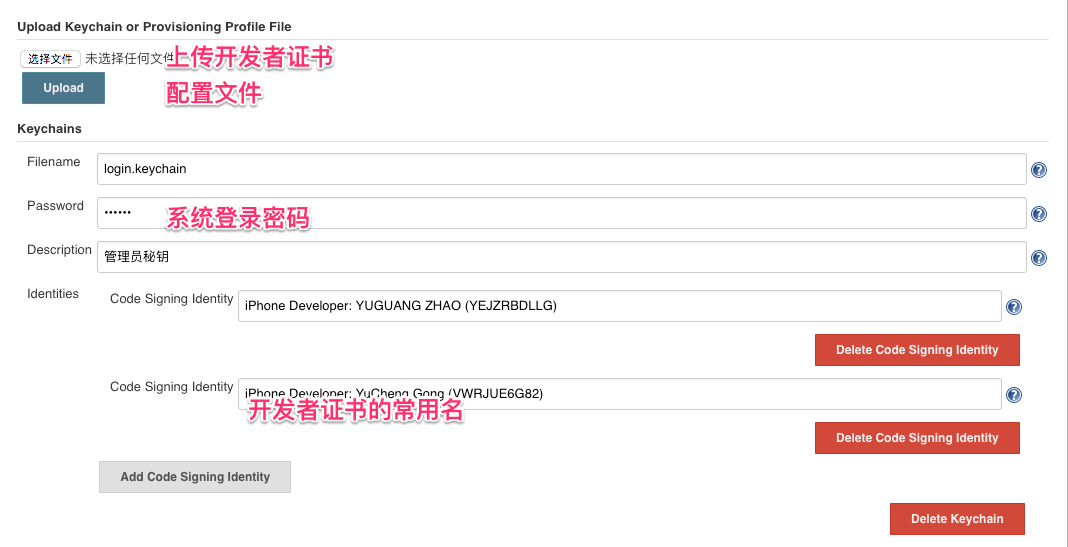 Upload Keychain or Provisioning Profile File
选择文件 未选择任何文件
上传开发者证书
Upload
配置文件
Keychains
Filename login.keychain
Password ••••••
系统登录密码
Description 管理员秘钥
Identities Code Signing Identity iPhone Developer: YUGUANG ZHAO (YEJZRBDLLG)
Delete Code Signing Identity
Code Signing Identity iPhone Developer: YuCheng Gong (VWRJUE6G82)
开发者证书的常用名
Delete Code Signing Identity
Add Code Signing Identity
Delete Keychain